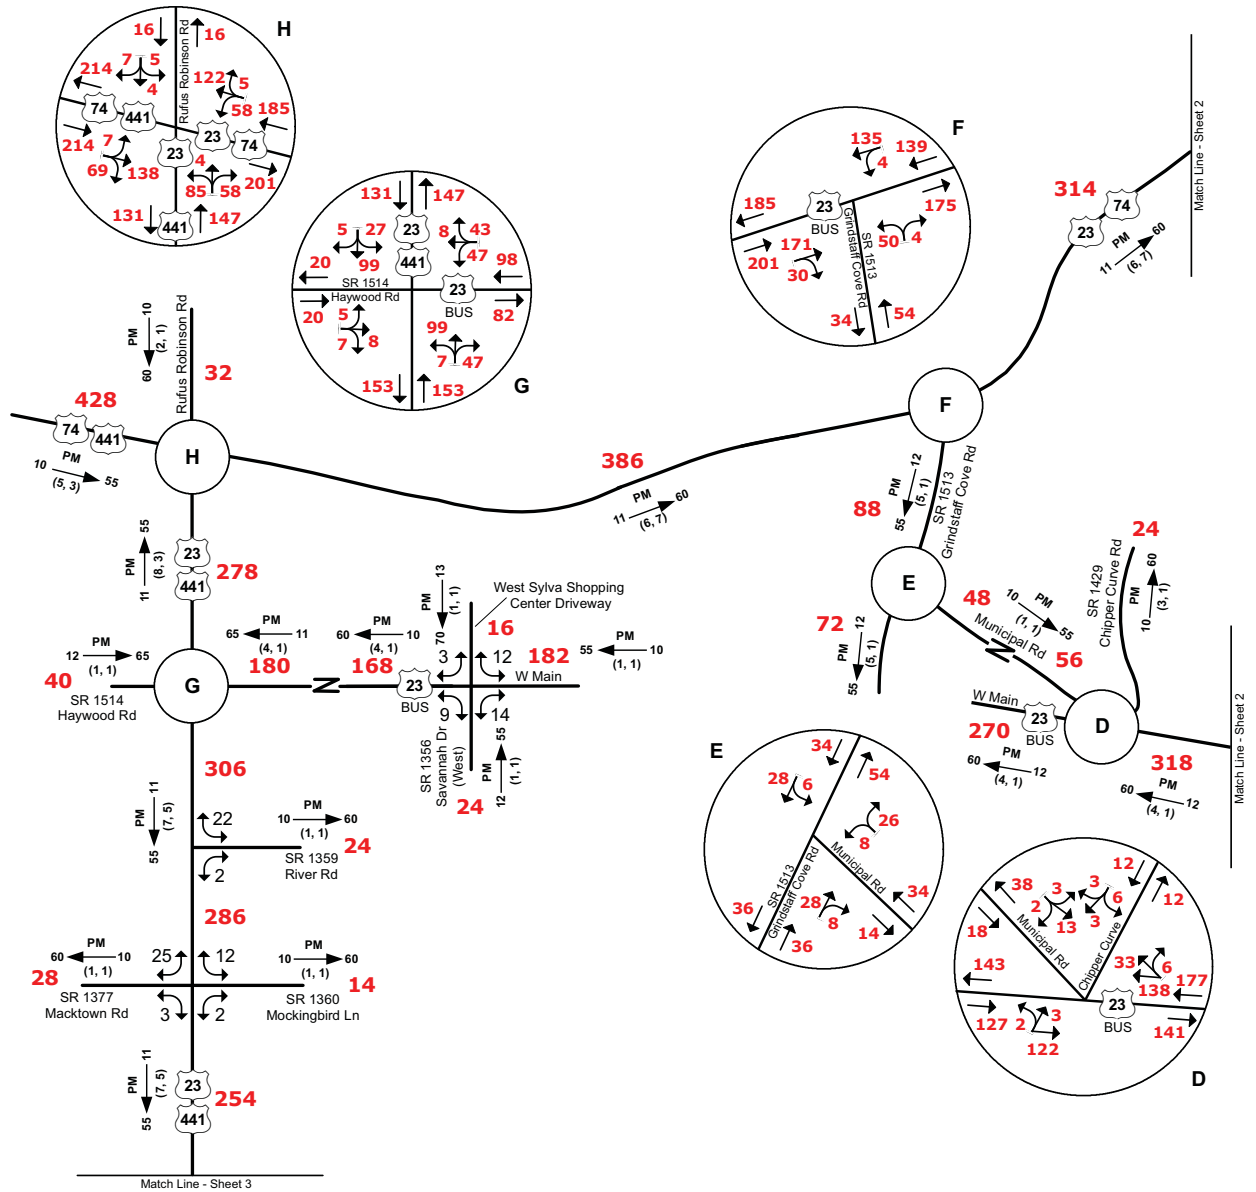 H
16
Rufus Robinson Rd
16
7 5
4
214
122 5
58
185
74
441
23
74
214
7
69 138
23
4
85 58
201
131
441
147
G
131
147
5 27
99
23
441
8 43
47
20
98
SR 1514
Haywood Rd
23
BUS
20
82
5
7 8
99
7 47
153
153
F
135
4
139
185
23
BUS
175
201
171
30
Grindstaff Cove Rd
SR 1513
50 4
34
54
Match Line - Sheet 2
314
74
23
PM
11 60
(6, 7)
PM
10
60
(2, 1)
Rufus Robinson Rd
32
428
74
441
PM
10 55
(5, 3)
H
386
PM
11 60
(6, 7)
F
PM
12
55
(5, 1)
88
SR 1513
Grindstaff Cove Rd
E
72
PM
12
55
(5, 1)
48
PM
10 55
(1, 1)
Municipal Rd
56
24
SR 1429
Chipper Curve Rd
PM
10
60
(3, 1)
Match Line - Sheet 2
W Main
23
BUS
270
D
PM
60 12
(4, 1)
318
PM
60 12
(4, 1)
PM
11
55
(8, 3)
23
441
278
PM
12 65
(1, 1)
40
SR 1514
Haywood Rd
G
PM
65 11
(4, 1)
180
PM
60 10
(4, 1)
168
23
BUS
PM
13
70
(1, 1)
West Sylva Shopping
Center Driveway
16
3 12
9 14
182
W Main
PM
55 10
(1, 1)
SR 1356
Savannah Dr
(West)
24
PM
12
55
(1, 1)
306
PM
11
55
(7, 5)
22
2
PM
10 60
(1, 1)
24
SR 1359
River Rd
286
PM
60 10
(1, 1)
28
SR 1377
Macktown Rd
25 12
3 2
PM
10 60
(1, 1)
14
SR 1360
Mockingbird Ln
PM
11
55
(7, 5)
23
441
254
Match Line - Sheet 3
E
34
54
28 6
26
8
Municipal Rd
SR 1513
Grindstaff Cove Rd
28
8
36
36
14
34
12
12
38
3
2 13
3 6
3
18
Municipal Rd
Chipper Curve
33 6
138
143
177
23
BUS
127
2 3
122
141
D